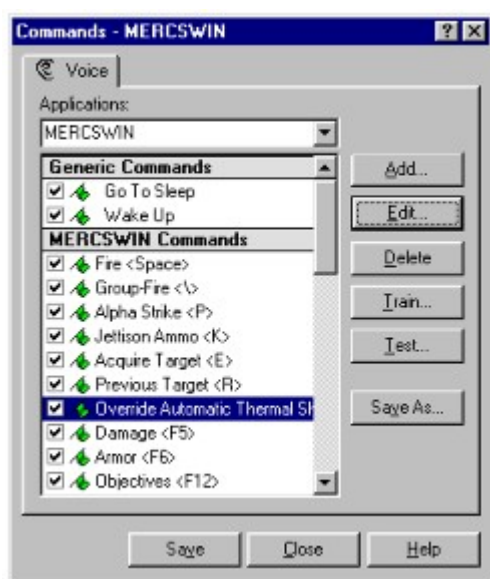 Commands - MERCSWIN
Voice
Applications:
MERCSWIN
Generic Commands
Go To Sleep
Wake Up
MERCSWIN Commands
Fire <Space>
Group-Fire <\>
Alpha Strike <P>
Jettison Ammo <K>
Acquire Target <E>
Previous Target <R>
Override Automatic Thermal Sh
Damage <F5>
Armor <F6>
Objectives <F12>
Add...
Edit...
Delete
Train...
Test...
Save As...
Save
Close
Help